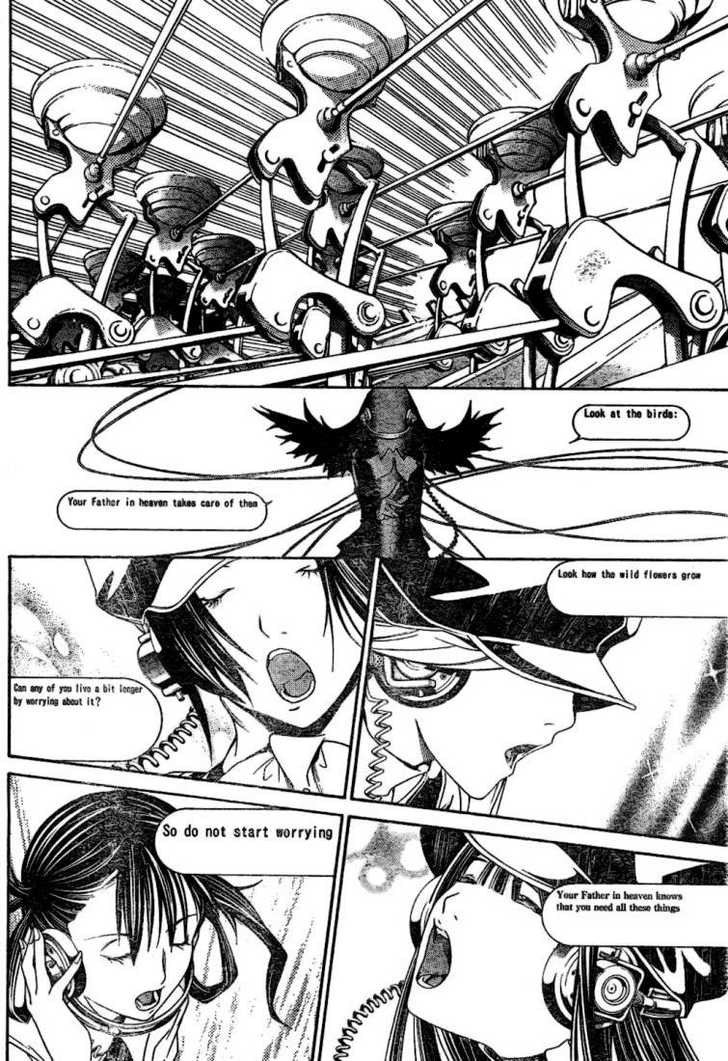 Look at the birds:
Your Father in heaven takes care of them
Look how the wild flowers grow
Can any of you live a bit longer
by worrying about it?
So do not start worrying
Your Father in heaven knows
that you need all these things